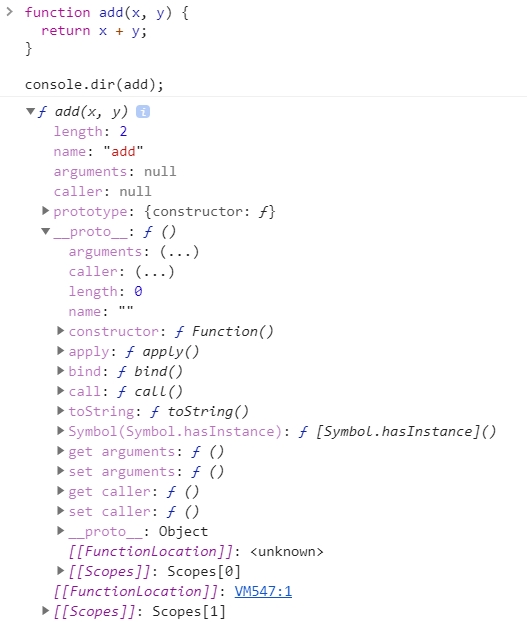 function add(x, y) {
return x + y;
}
console.dir(add);
ƒ add(x, y) i
length: 2
name: "add"
arguments: null
caller: null
prototype: {constructor: ƒ}
__proto__: ƒ ()
arguments: (...)
caller: (...)
length: 0
name: ""
constructor: ƒ Function()
apply: ƒ apply()
bind: ƒ bind()
call: ƒ call()
toString: ƒ toString()
Symbol(Symbol.hasInstance): ƒ [Symbol.hasInstance]()
get arguments: ƒ ()
set arguments: ƒ ()
get caller: ƒ ()
set caller: ƒ ()
__proto__: Object
[[FunctionLocation]]: <unknown>
[[Scopes]]: Scopes[0]
[[FunctionLocation]]: VM547:1
[[Scopes]]: Scopes[1]